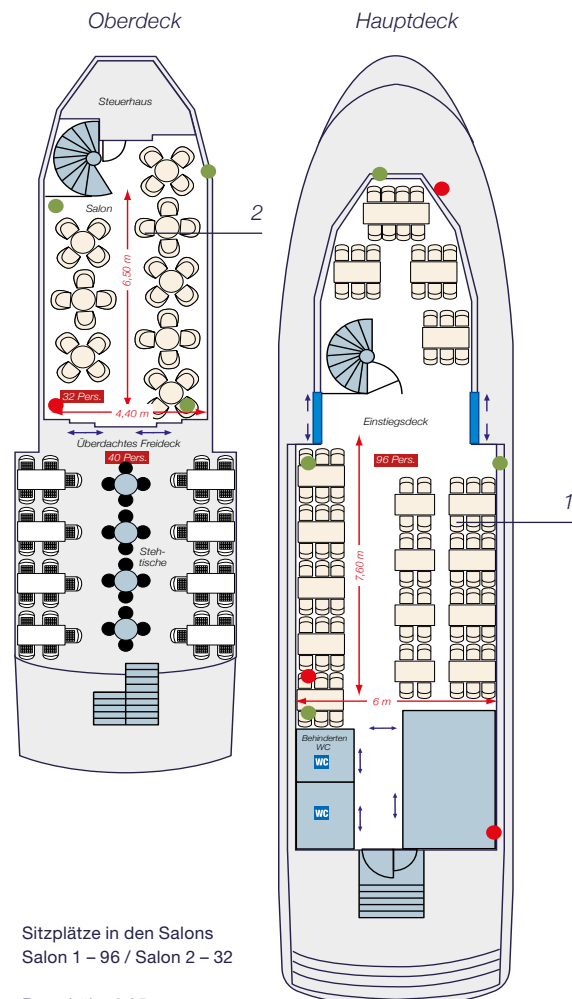 Oberdeck
Hauptdeck
Steuerhaus
Salon
2
6,50 m
32 Pers.
4,40 m
Überdachtes Freideck
40 Pers.
Steh-
tische
Einstiegsdeck
96 Pers.
1
7,60 m
6 m
Behinderten
WC
WC
WC
Sitzplätze in den Salons
Salon 1 – 96 / Salon 2 – 32